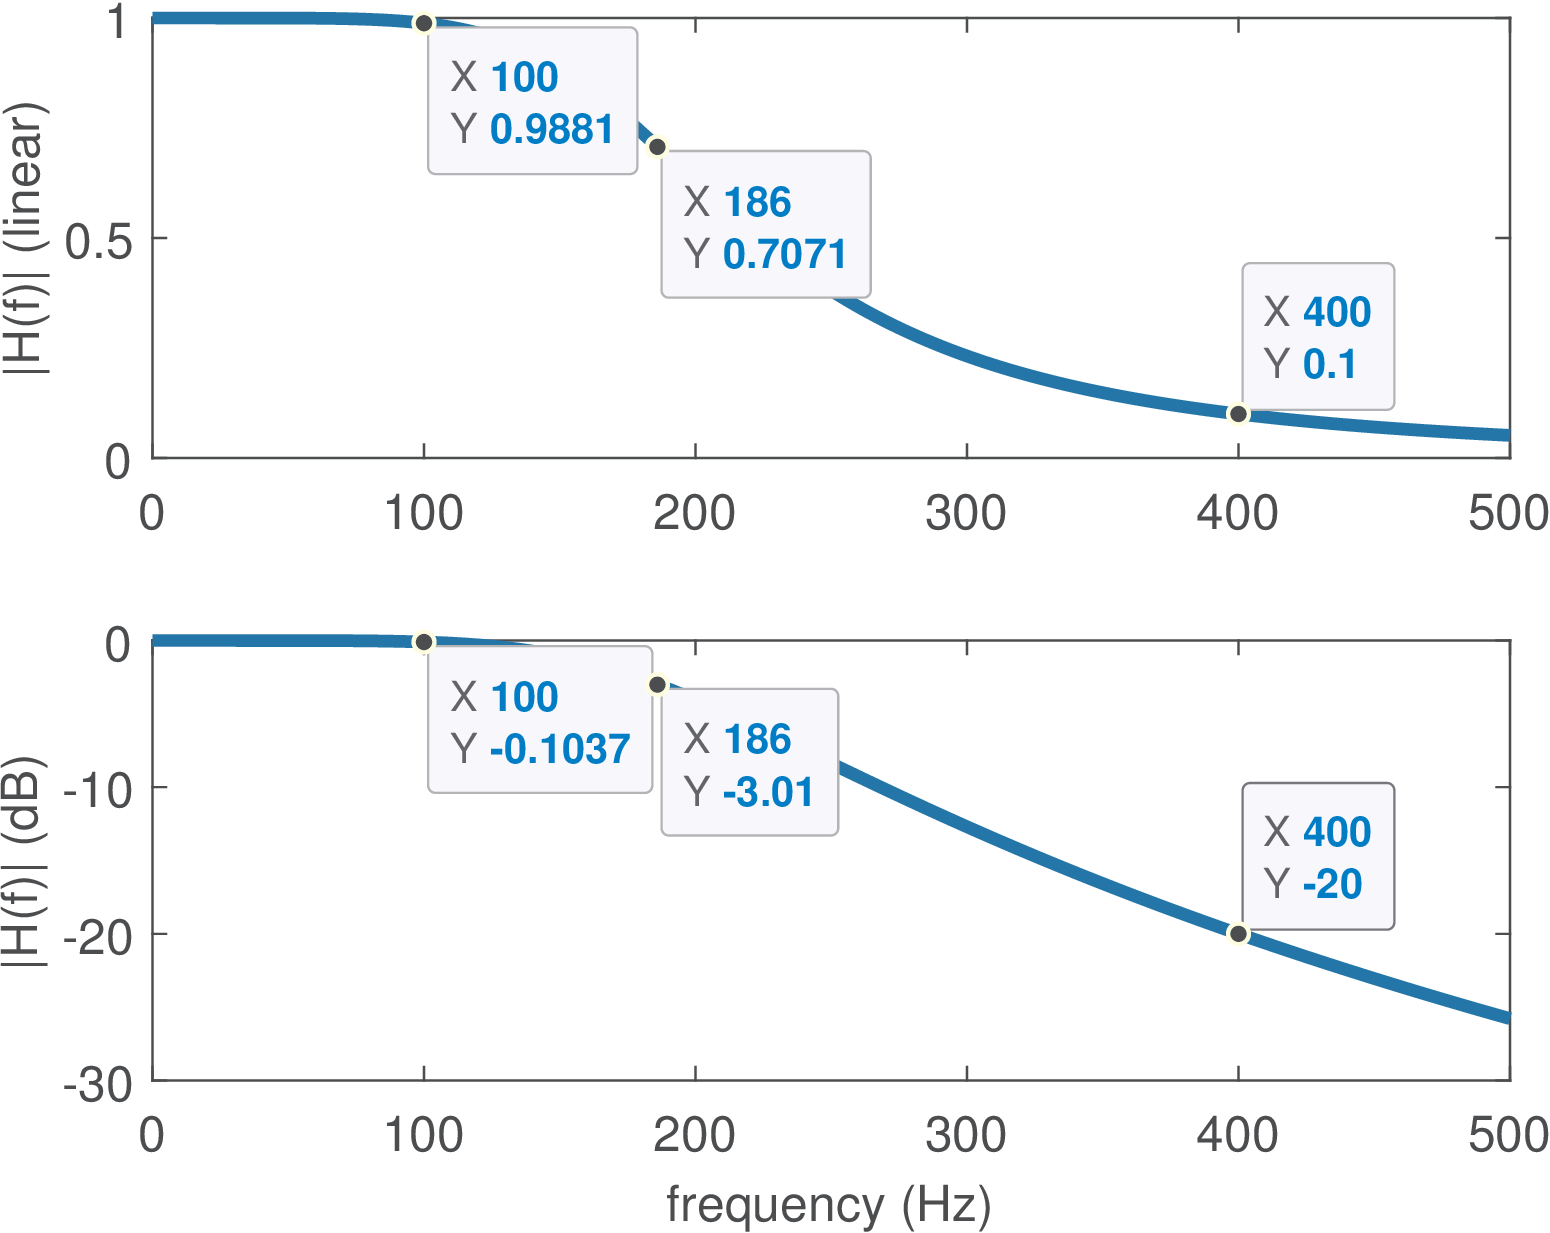 |H(f)| (linear)
1
0.5
0
X 100
Y 0.9881
X 186
Y 0.7071
X 400
Y 0.1
0 100 200 300 400 500
|H(f)| (dB)
0
-10
-20
-30
X 100
Y -0.1037
X 186
Y -3.01
X 400
Y -20
0 100 200 300 400 500
frequency (Hz)